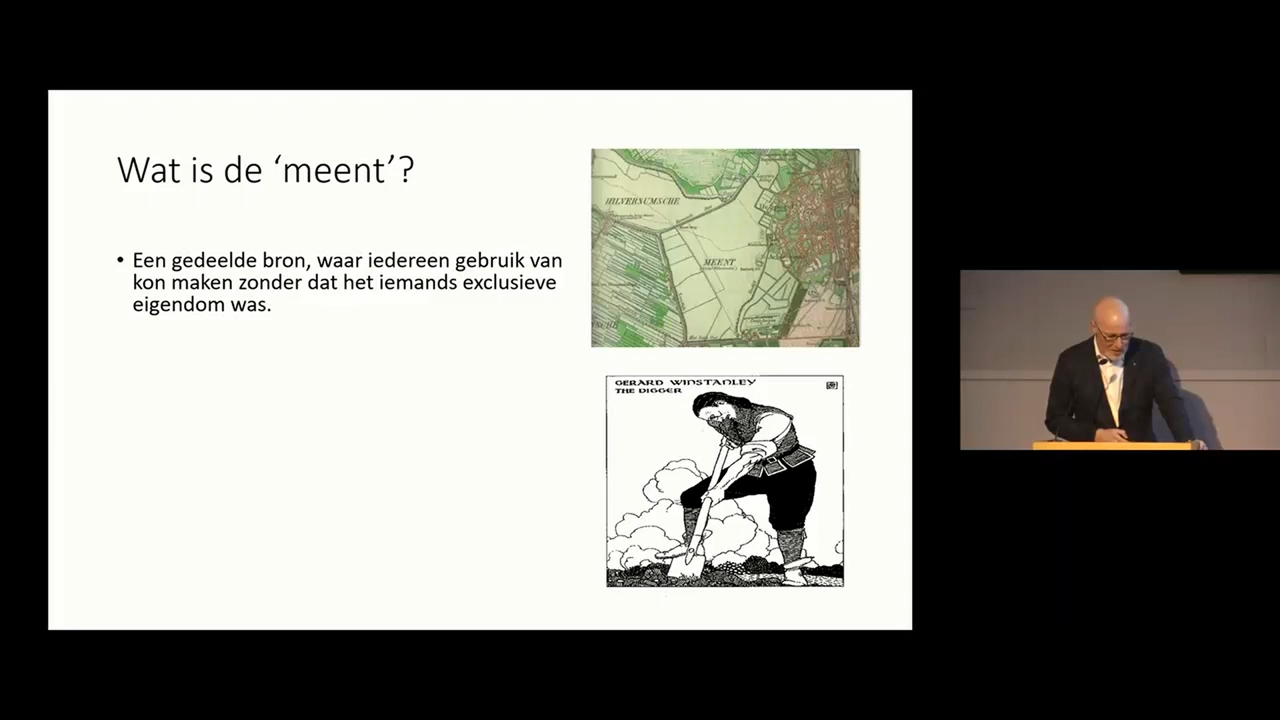 Wat is de ‘meent’?
• Een gedeelde bron, waar iedereen gebruik van
kon maken zonder dat het iemands exclusieve
eigendom was.
HILVERSUMSCHE
MEENT
GERARD WINSTANLEY
THE DIGGER